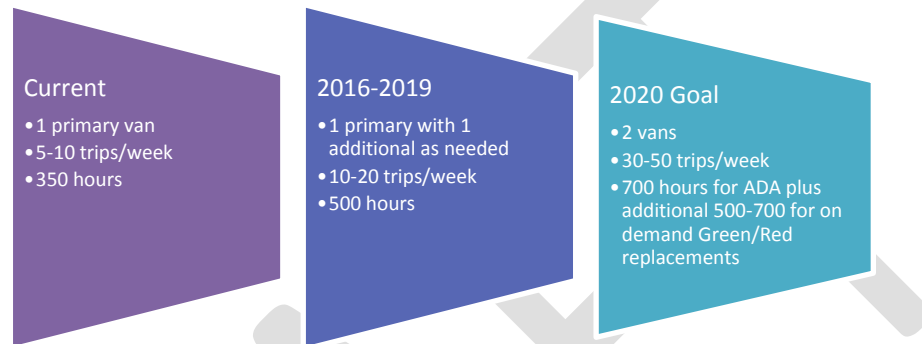 Current
•1 primary van
•5-10 trips/week
•350 hours
2016-2019
•1 primary with 1
additional as needed
•10-20 trips/week
•500 hours
2020 Goal
•2 vans
•30-50 trips/week
•700 hours for ADA plus
additional 500-700 for on
demand Green/Red
replacements